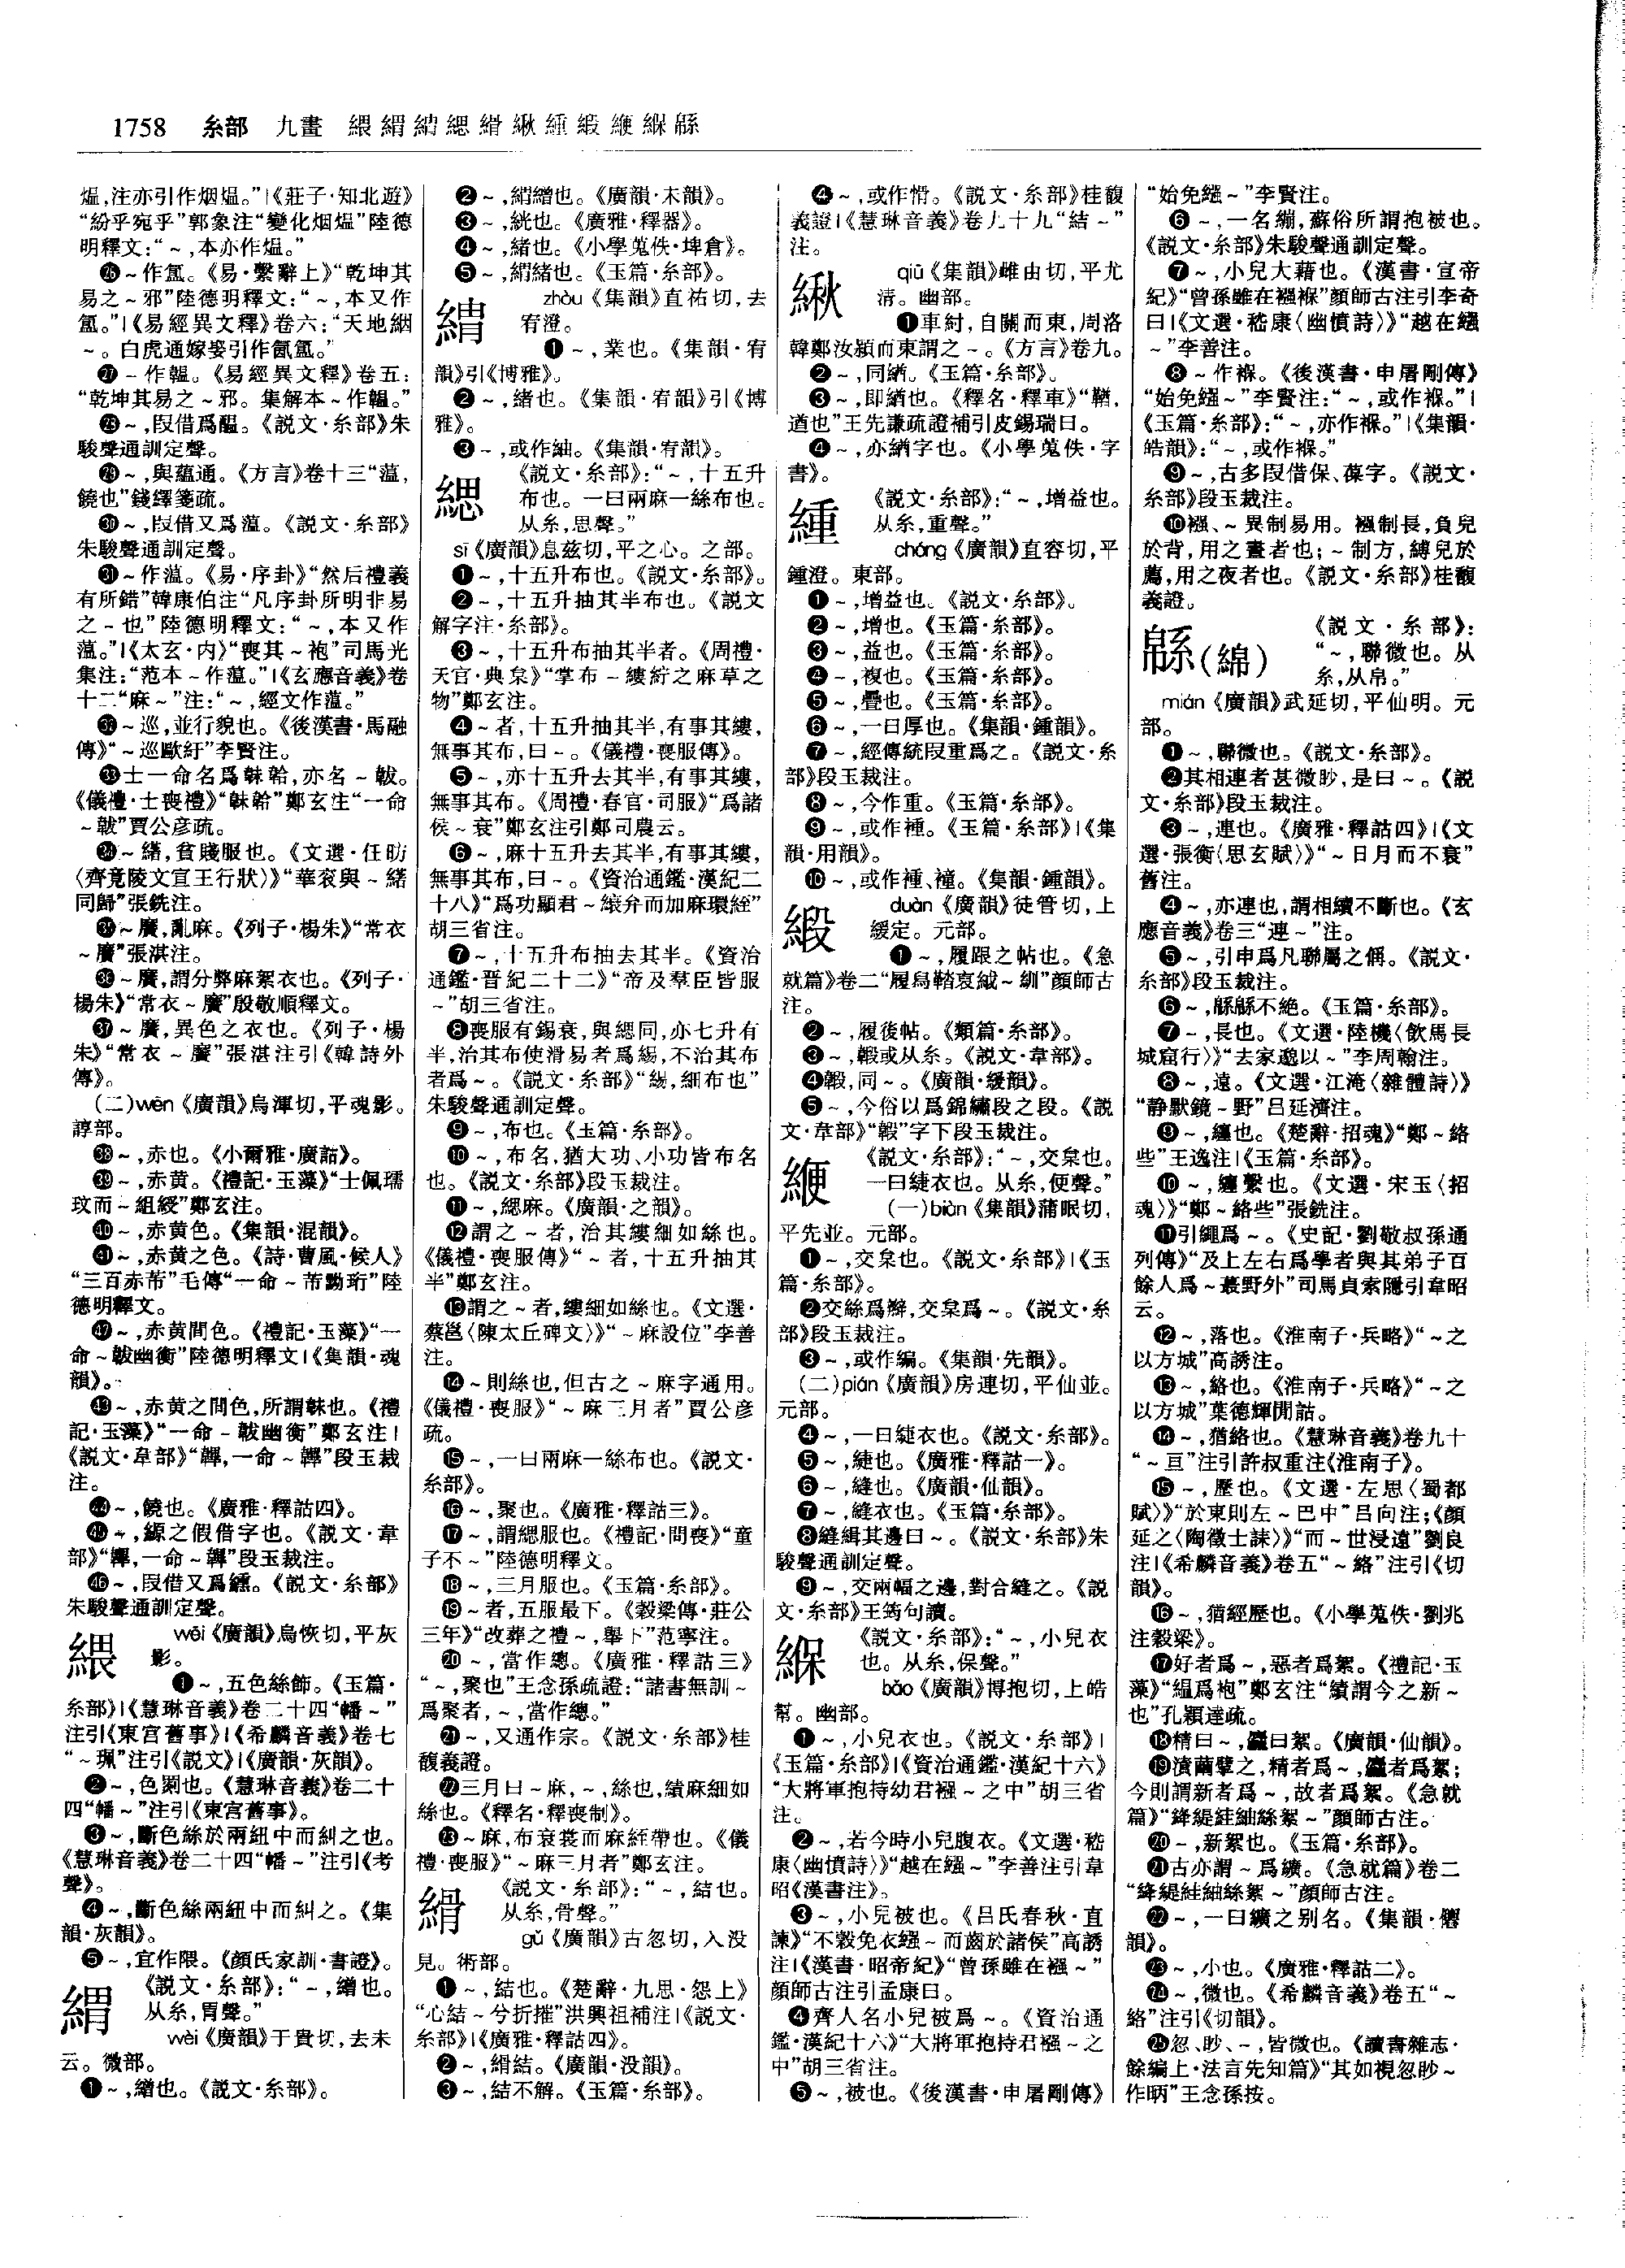 1758 糸部 九畫 緭緦縎緧緟緞緶緥緜
熅,注亦引作烟熅。”|《莊子·知北遊》
“紛乎宛乎”郭象注“變化烟熅”陸德
明釋文:“~,本亦作熅。”
㉖~作氲。《易·繫辭上》“乾坤其
易之~邪”陸德明釋文:“~,本又作
氲。”|《易經異文釋》卷六:“天地絪
~。白虎通嫁娶引作氤氲。”
㉗~作韞。《易經異文釋》卷五:
“乾坤其易之~邪。集解本~作韞。”
㉘~,叚借爲醖。《説文·糸部》朱
駿聲通訓定聲。
㉙~,與蘊通。《方言》卷十三“薀,
饒也”錢繹箋疏。
㉚~,叚借又爲薀。《説文·糸部》
朱駿聲通訓定聲。
㉛~作薀。《易·序卦》“然后禮義
有所錯”韓康伯注“凡序卦所明非易
之~也”陸德明釋文:“~,本又作
薀。”|《太玄·内》“喪其~袍”司馬光
集注:“范本~作薀。”|《玄應音義》卷
十二“麻~”注:“~,經文作薀。”
㉜~巡,並行貌也。《後漢書·馬融
傳》“~巡歐紆”李賢注。
㉝士一命名爲韎韐,亦名~韍。
《儀禮·士喪禮》“韎韐”鄭玄注“一命
~韍”賈公彦疏。
㉞~緒,貧賤服也。《文選·任昉
〈齊竟陵文宣王行狀〉》“華衮與~緒
同歸”張銑注。
㉟~黂,亂麻。《列子·楊朱》“常衣
~黂”張湛注。
㊱~黂,謂分弊麻絮衣也。《列子·
楊朱》“常衣~黂”殷敬順釋文。
㊲~黂,異色之衣也。《列子·楊
朱》“常衣~黂”張湛注引《韓詩外
傳》。
(二)wēn《廣韻》烏渾切,平魂影。
諄部。
㊳~,赤也。《小爾雅·廣詁》。
㊴~,赤黄。《禮記·玉藻》“士佩瓀
玟而~組綬”鄭玄注。
㊵~,赤黄色。《集韻·混韻》。
㊶~,赤黄之色。《詩·曹風·候人》
“三百赤芾”毛傳“一命~芾黝珩”陸
德明釋文。
㊷~,赤黄間色。《禮記·玉藻》“一
命~韍幽衡”陸德明釋文|《集韻·魂
韻》。
㊸~,赤黄之間色,所謂韎也。《禮
記·玉藻》“一命~韍幽衡”鄭玄注|
《説文·韋部》“韠,一命~韠”段玉裁
注。
㊹~,饒也。《廣雅·釋詁四》。
㊺~,縓之假借字也。《説文·韋
部》“韠,一命~韠”段玉裁注。
㊻~,叚借又爲纁。《説文·糸部》
朱駿聲通訓定聲。
緭 wēi《廣韻》烏恢切,平灰
影。
❶~,五色絲飾。《玉篇·
糸部》|《慧琳音義》卷二十四“幡~”
注引《東宫舊事》|《希麟音義》卷七
“~珮”注引《説文》|《廣韻·灰韻》。
❷~,色罽也。《慧琳音義》卷二十
四“幡~”注引《東宫舊事》。
❸~,斷色絲於兩紐中而糾之也。
《慧琳音義》卷二十四“幡~”注引《考
聲》。
❹~,斷色絲兩紐中而糾之。《集
韻·灰韻》。
❺~,宜作隈。《顔氏家訓·書證》。
緭 《説文·糸部》:“~,繒也。
从糸,胃聲。”
wèi《廣韻》于貴切,去未
云。微部。
❶~,繒也。《説文·糸部》。
❷~,緭繒也。《廣韻·末韻》。
❸~,絖也。《廣雅·釋器》。
❹~,緒也。《小學蒐佚·埤倉》。
❺~,緭緒也。《玉篇·糸部》。
zhòu《集韻》直祐切,去
宥澄。
❶~,業也。《集韻·宥
韻》引《博雅》。
❷~,緒也。《集韻·宥韻》引《博
雅》。
❸~,或作紬。《集韻·宥韻》。
緦 《説文·糸部》:“~,十五升
布也。一曰兩麻一絲布也。
从糸,思聲。”
sī《廣韻》息兹切,平之心。之部。
❶~,十五升布也。《説文·糸部》。
❷~,十五升抽其半布也。《説文
解字注·糸部》。
❸~,十五升布抽其半者。《周禮·
天官·典枲》“掌布~縷紵之麻草之
物”鄭玄注。
❹~者,十五升抽其半,有事其縷,
無事其布,曰~。《儀禮·喪服傳》。
❺~,亦十五升去其半,有事其縷,
無事其布。《周禮·春官·司服》“爲諸
侯~衰”鄭玄注引鄭司農云。
❻~,麻十五升去其半,有事其縷,
無事其布,曰~。《資治通鑑·漢紀二
十八》“爲功顯君~縗弁而加麻環絰”
胡三省注。
❼~,十五升布抽去其半。《資治
通鑑·晋紀二十二》“帝及羣臣皆服
~”胡三省注。
❽喪服有錫衰,與緦同,亦七升有
半,治其布使滑易者爲緆,不治其布
者爲~。《説文·糸部》“緆,細布也”
朱駿聲通訓定聲。
❾~,布也。《玉篇·糸部》。
❿~,布名,猶大功、小功皆布名
也。《説文·糸部》段玉裁注。
⓫~,緦麻。《廣韻·之韻》。
⓬謂之~者,治其縷細如絲也。
《儀禮·喪服傳》“~者,十五升抽其
半”鄭玄注。
⓭謂之~者,縷細如絲也。《文選·
蔡邕〈陳太丘碑文〉》“~麻設位”李善
注。
⓮~則絲也,但古之~麻字通用。
《儀禮·喪服》“~麻三月者”賈公彦
疏。
⓯~,一曰兩麻一絲布也。《説文·
糸部》。
⓰~,聚也。《廣雅·釋詁三》。
⓱~,謂緦服也。《禮記·問喪》“童
子不~”陸德明釋文。
⓲~,三月服也。《玉篇·糸部》。
⓳~者,五服最下。《穀梁傳·莊公
三年》“改葬之禮~,舉下”范寧注。
⓴~,當作總。《廣雅·釋詁三》
“~,聚也”王念孫疏證:“諸書無訓~
爲聚者,~,當作總。”
㉑~,又通作宗。《説文·糸部》桂
馥義證。
㉒三月曰~麻,~,絲也,績麻細如
絲也。《釋名·釋喪制》。
㉓~麻,布衰裳而麻絰帶也。《儀
禮·喪服》“~麻三月者”鄭玄注。
縎 《説文·糸部》:“~,結也。
从糸,骨聲。”
gǔ《廣韻》古忽切,入没
見。術部。
❶~,結也。《楚辭·九思·怨上》
“心結~兮折摧”洪興祖補注|《説文·
糸部》|《廣雅·釋詁四》。
❷~,縎結。《廣韻·没韻》。
❸~,結不解。《玉篇·糸部》。
❹~,或作愲。《説文·糸部》桂馥
義證|《慧琳音義》卷九十九“結~”
注。
qiū《集韻》雌由切,平尤
清。幽部。
❶車紂,自關而東,周洛
韓鄭汝潁而東謂之~。《方言》卷九。
❷~,同緧。《玉篇·糸部》。
❸~,即緧也。《釋名·釋車》“鞧,
遒也”王先謙疏證補引皮錫瑞曰。
❹~,亦緧字也。《小學蒐佚·字
書》。
緟 《説文·糸部》:“~,增益也。
从糸,重聲。”
chóng《廣韻》直容切,平
鍾澄。東部。
❶~,增益也。《説文·糸部》。
❷~,增也。《玉篇·糸部》。
❸~,益也。《玉篇·糸部》。
❹~,複也。《玉篇·糸部》。
❺~,疊也。《玉篇·糸部》。
❻~,一曰厚也。《集韻·鍾韻》。
❼~,經傳統叚重爲之。《説文·糸
部》段玉裁注。
❽~,今作重。《玉篇·糸部》。
❾~,或作褈。《玉篇·糸部》|《集
韻·用韻》。
❿~,或作褈、㡖。《集韻·鍾韻》。
緞 duàn《廣韻》徒管切,上
緩定。元部。
❶~,履跟之帖也。《急
就篇》卷二“履舄鞜裒絨~紃”顔師古
注。
❷~,履後帖。《類篇·糸部》。
❸~,鍛或从糸。《説文·韋部》。
❹鍛,同~。《廣韻·緩韻》。
❺~,今俗以爲錦繡段之段。《説
文·韋部》“鍛”字下段玉裁注。
緶 《説文·糸部》:“~,交枲也。
一曰緁衣也。从糸,便聲。”
(一)biàn《集韻》蒲眠切,
平先並。元部。
❶~,交枲也。《説文·糸部》|《玉
篇·糸部》。
❷交絲爲辮,交枲爲~。《説文·糸
部》段玉裁注。
❸~,或作編。《集韻·先韻》。
(二)pián《廣韻》房連切,平仙並。
元部。
❹~,一曰緁衣也。《説文·糸部》。
❺~,緁也。《廣雅·釋詁一》。
❻~,縫也。《廣韻·仙韻》。
❼~,縫衣也。《玉篇·糸部》。
❽縫緝其邊曰~。《説文·糸部》朱
駿聲通訓定聲。
❾~,交兩幅之邊,對合縫之。《説
文·糸部》王筠句讀。
緥 《説文·糸部》:“~,小兒衣
也。从糸,保聲。”
bǎo《廣韻》博抱切,上皓
幫。幽部。
❶~,小兒衣也。《説文·糸部》|
《玉篇·糸部》|《資治通鑑·漢紀十六》
“大將軍抱持幼君襁~之中”胡三省
注。
❷~,若今時小兒腹衣。《文選·嵇
康〈幽憤詩〉》“越在繦~”李善注引韋
昭《漢書注》。
❸~,小兒被也。《吕氏春秋·直
諫》“不穀免衣繦~而齒於諸侯”高誘
注|《漢書·昭帝紀》“曾孫雖在襁~”
顔師古注引孟康曰。
❹齊人名小兒被爲~。《資治通
鑑·漢紀十六》“大將軍抱持君襁~之
中”胡三省注。
❺~,被也。《後漢書·申屠剛傳》
“始免繦~”李賢注。
❻~,一名繃,蘇俗所謂抱被也。
《説文·糸部》朱駿聲通訓定聲。
❼~,小兒大藉也。《漢書·宣帝
紀》“曾孫雖在襁褓”顔師古注引李奇
曰|《文選·嵇康〈幽憤詩〉》“越在繦
~”李善注。
❽~作褓。《後漢書·申屠剛傳》
“始免繦~”李賢注:“~,或作褓。”|
《玉篇·糸部》:“~,亦作褓。”|《集韻·
皓韻》:“~,或作褓。”
❾~,古多叚借保、葆字。《説文·
糸部》段玉裁注。
❿襁、~異制易用。襁制長,負兒
於背,用之晝者也;~制方,縛兒於
薦,用之夜者也。《説文·糸部》桂馥
義證。
緜(綿) 《説文·糸部》:
“~,聯微也。从
糸,从帛。”
mián《廣韻》武延切,平仙明。元
部。
❶~,聯微也。《説文·糸部》。
❷其相連者甚微眇,是曰~。《説
文·糸部》段玉裁注。
❸~,連也。《廣雅·釋詁四》|《文
選·張衡〈思玄賦〉》“~日月而不衰”
舊注。
❹~,亦連也,謂相續不斷也。《玄
應音義》卷三“連~”注。
❺~,引申爲凡聯屬之偁。《説文·
糸部》段玉裁注。
❻~,緜緜不絶。《玉篇·糸部》。
❼~,長也。《文選·陸機〈飲馬長
城窟行〉》“去家邈以~”李周翰注。
❽~,遠。《文選·江淹〈雜體詩〉》
“静默鏡~野”吕延濟注。
❾~,纏也。《楚辭·招魂》“鄭~絡
些”王逸注|《玉篇·糸部》。
❿~,纏繫也。《文選·宋玉〈招
魂〉》“鄭~絡些”張銑注。
⓫引繩爲~。《史記·劉敬叔孫通
列傳》“及上左右爲學者與其弟子百
餘人爲~蕞野外”司馬貞索隱引韋昭
云。
⓬~,落也。《淮南子·兵略》“~之
以方城”高誘注。
⓭~,絡也。《淮南子·兵略》“~之
以方城”葉德輝間詁。
⓮~,猶絡也。《慧琳音義》卷九十
“~亘”注引許叔重注《淮南子》。
⓯~,歷也。《文選·左思〈蜀都
賦〉》“於東則左~巴中”吕向注;《顔
延之〈陶徵士誄〉》“而~世浸遠”劉良
注|《希麟音義》卷五“~絡”注引《切
韻》。
⓰~,猶經歷也。《小學蒐佚·劉兆
注穀梁》。
⓱好者爲~,惡者爲絮。《禮記·玉
藻》“緼爲袍”鄭玄注“纊謂今之新~
也”孔穎達疏。
⓲精曰~,麤曰絮。《廣韻·仙韻》。
⓳漬繭擘之,精者爲~,麤者爲絮;
今則謂新者爲~,故者爲絮。《急就
篇》“絳緹絓紬絲絮~”顔師古注。
⓴~,新絮也。《玉篇·糸部》。
㉑古亦謂~爲纊。《急就篇》卷二
“絳緹絓紬絲絮~”顔師古注。
㉒~,一曰纊之别名。《集韻·㒙
韻》。
㉓~,小也。《廣雅·釋詁二》。
㉔~,微也。《希麟音義》卷五“~
絡”注引《切韻》。
㉕忽、眇、~,皆微也。《讀書雜志·
餘編上·法言先知篇》“其如視忽眇~
作昞”王念孫按。